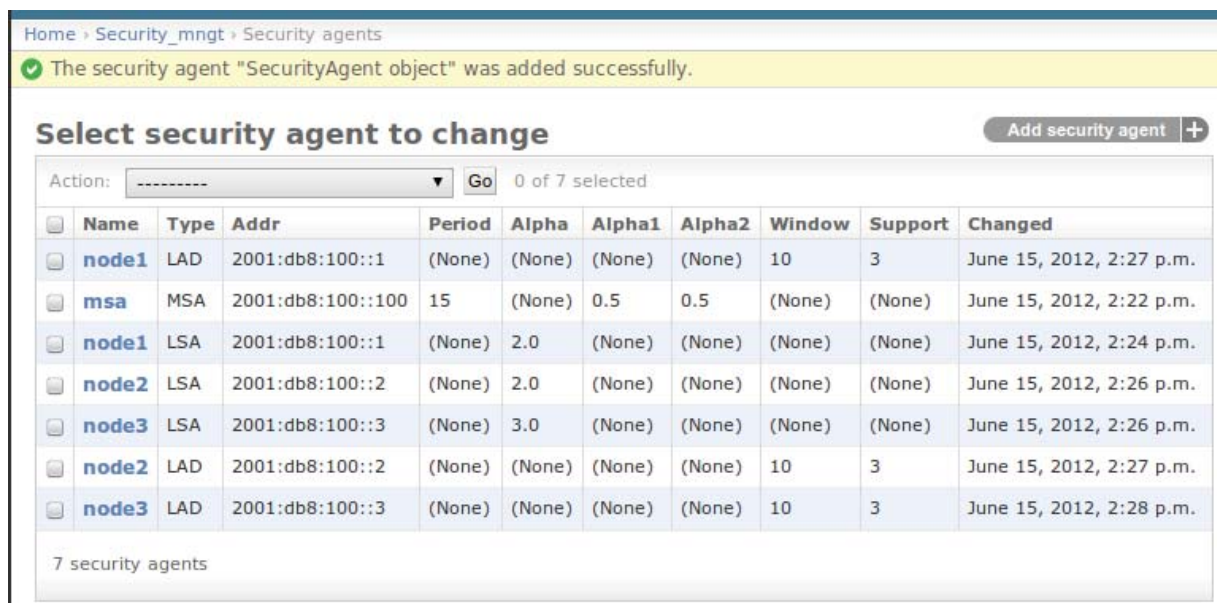 Home › Security_mngt › Security agents
The security agent "SecurityAgent object" was added successfully.
Select security agent to change
Add security agent +
Action: --------- ▼ Go 0 of 7 selected
Name Type Addr Period Alpha Alpha1 Alpha2 Window Support Changed
node1 LAD 2001:db8:100::1 (None) (None) (None) (None) 10 3 June 15, 2012, 2:27 p.m.
msa MSA 2001:db8:100::100 15 (None) 0.5 0.5 (None) (None) June 15, 2012, 2:22 p.m.
node1 LSA 2001:db8:100::1 (None) 2.0 (None) (None) (None) (None) June 15, 2012, 2:24 p.m.
node2 LSA 2001:db8:100::2 (None) 2.0 (None) (None) (None) (None) June 15, 2012, 2:26 p.m.
node3 LSA 2001:db8:100::3 (None) 3.0 (None) (None) (None) (None) June 15, 2012, 2:26 p.m.
node2 LAD 2001:db8:100::2 (None) (None) (None) (None) 10 3 June 15, 2012, 2:27 p.m.
node3 LAD 2001:db8:100::3 (None) (None) (None) (None) 10 3 June 15, 2012, 2:28 p.m.
7 security agents